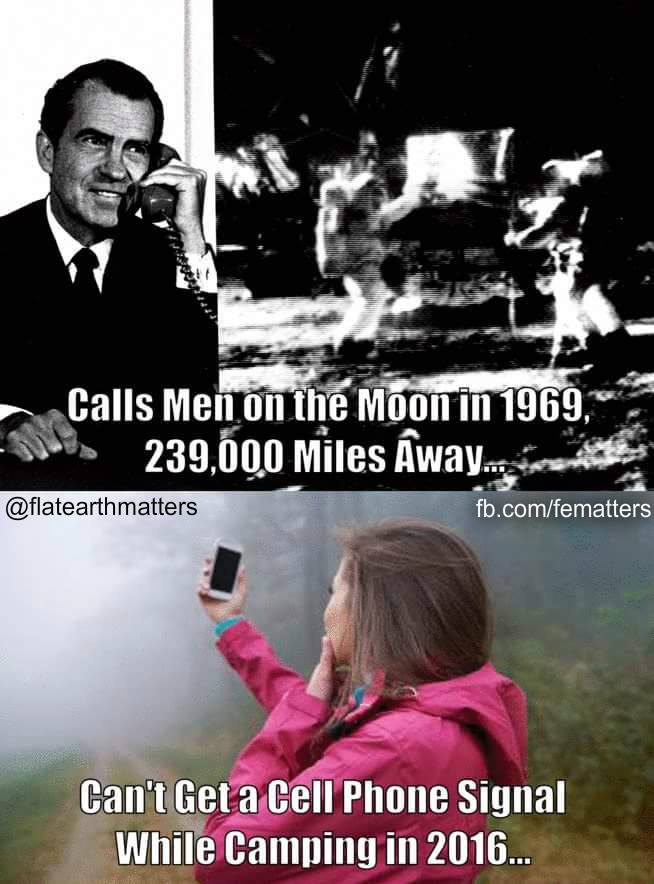 Calls Men on the Moon in 1969,
239,000 Miles Away...
@flatearthmatters
fb.com/fematters
Can't Get a Cell Phone Signal
While Camping in 2016...